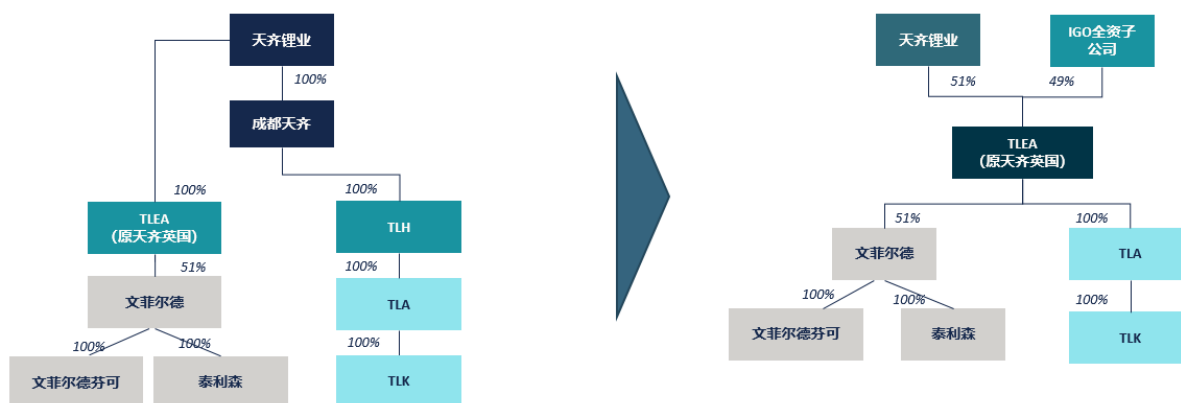 天齐锂业
100%
成都天齐
100%
100%
TLEA
(原天齐英国)
TLH
51%
100%
文菲尔德
TLA
100%
100%
100%
文菲尔德芬可
泰利森
TLK
天齐锂业
IGO全资子
公司
51%
49%
TLEA
(原天齐英国)
51%
100%
文菲尔德
TLA
100%
100%
100%
文菲尔德芬可
泰利森
TLK